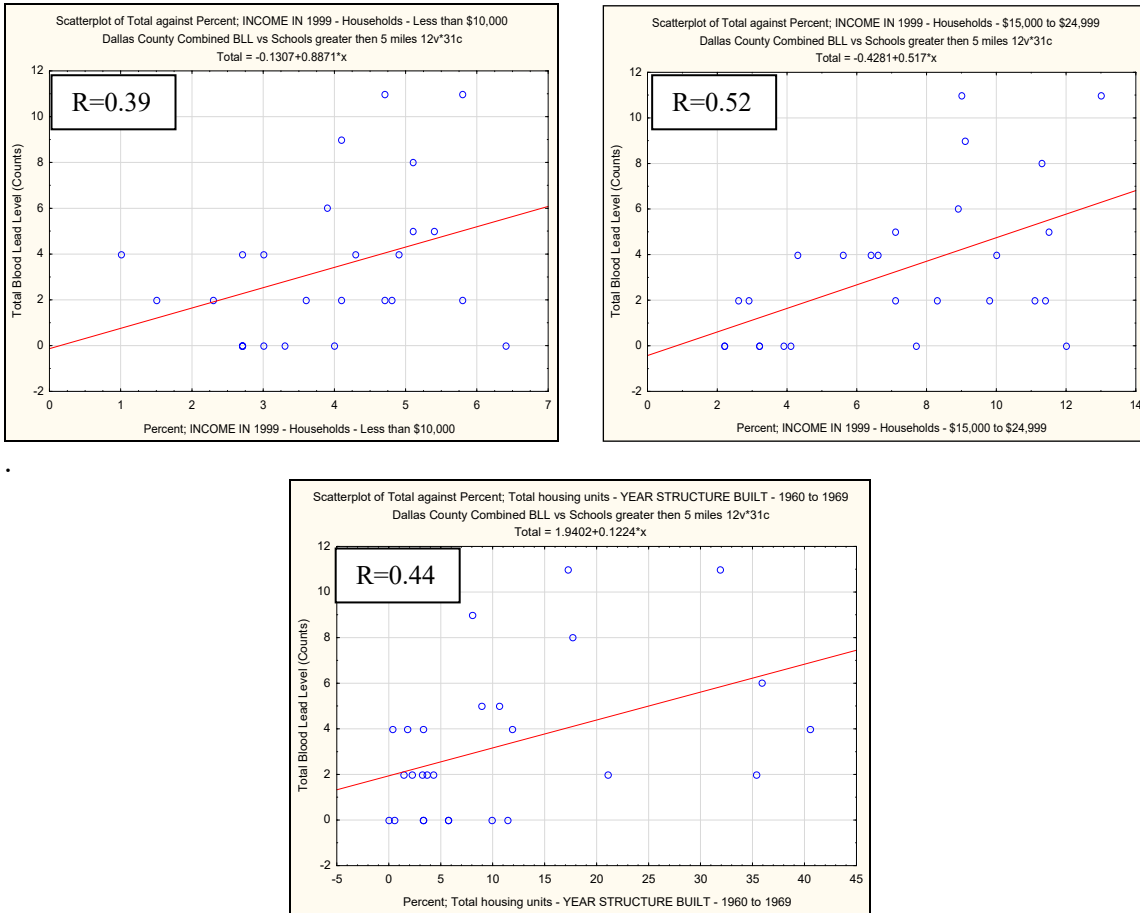 Scatterplot of Total against Percent; INCOME IN 1999 - Households - Less than $10,000
Dallas County Combined BLL vs Schools greater then 5 miles 12v*31c
Total = -0.1307+0.8871*x
R=0.39
Total Blood Lead Level (Counts)
12
10
8
6
4
2
0
-2
0 1 2 3 4 5 6 7
Percent; INCOME IN 1999 - Households - Less than $10,000
Scatterplot of Total against Percent; INCOME IN 1999 - Households - $15,000 to $24,999
Dallas County Combined BLL vs Schools greater then 5 miles 12v*31c
Total = -0.4281+0.517*x
R=0.52
Total Blood Lead Level (Counts)
12
10
8
6
4
2
0
-2
0 2 4 6 8 10 12 14
Percent; INCOME IN 1999 - Households - $15,000 to $24,999
.
Scatterplot of Total against Percent; Total housing units - YEAR STRUCTURE BUILT - 1960 to 1969
Dallas County Combined BLL vs Schools greater then 5 miles 12v*31c
Total = 1.9402+0.1224*x
R=0.44
Total Blood Lead Level (Counts)
12
10
8
6
4
2
0
-2
-5 0 5 10 15 20 25 30 35 40 45
Percent; Total housing units - YEAR STRUCTURE BUILT - 1960 to 1969